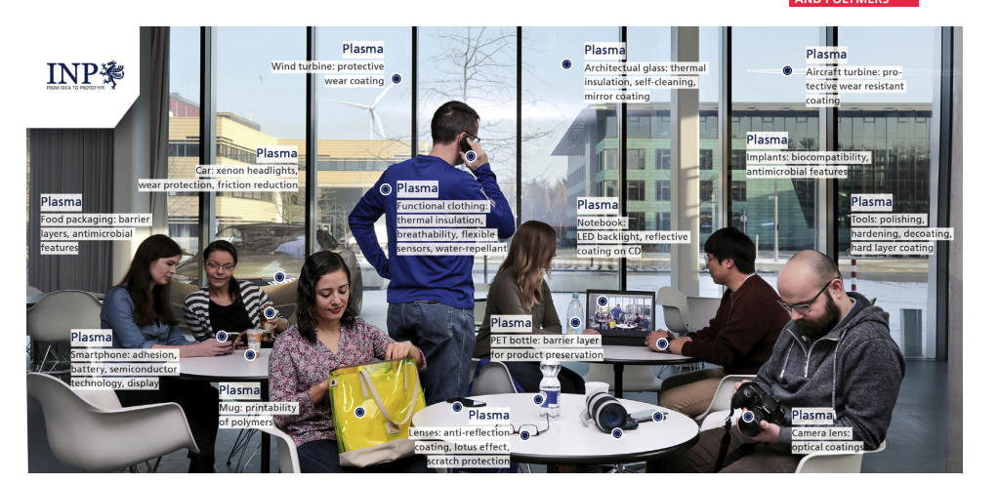 AND POLYMERS
INP
FROM IDEA TO PROTOTYPE
Plasma
Wind turbine: protective
wear coating
Plasma
Architectual glass: thermal
insulation, self-cleaning,
mirror coating
Plasma
Aircraft turbine: pro-
tective wear resistant
coating
Plasma
Car: xenon headlights,
wear protection, friction reduction
Plasma
Implants: biocompatibility,
antimicrobial features
Plasma
Food packaging: barrier
layers, antimicrobial
features
Plasma
Functional clothing:
thermal insulation,
breathability, flexible
sensors, water-repellant
Plasma
Notebook:
LED backlight, reflective
coating on CD
Plasma
Tools: polishing,
hardening, decoating,
hard layer coating
Plasma
Smartphone: adhesion,
battery, semiconductor
technology, display
Plasma
PET bottle: barrier layer
for product preservation
Plasma
Mug: printability
of polymers
Plasma
Lenses: anti-reflection
coating, lotus effect,
scratch protection
Plasma
Camera lens:
optical coatings